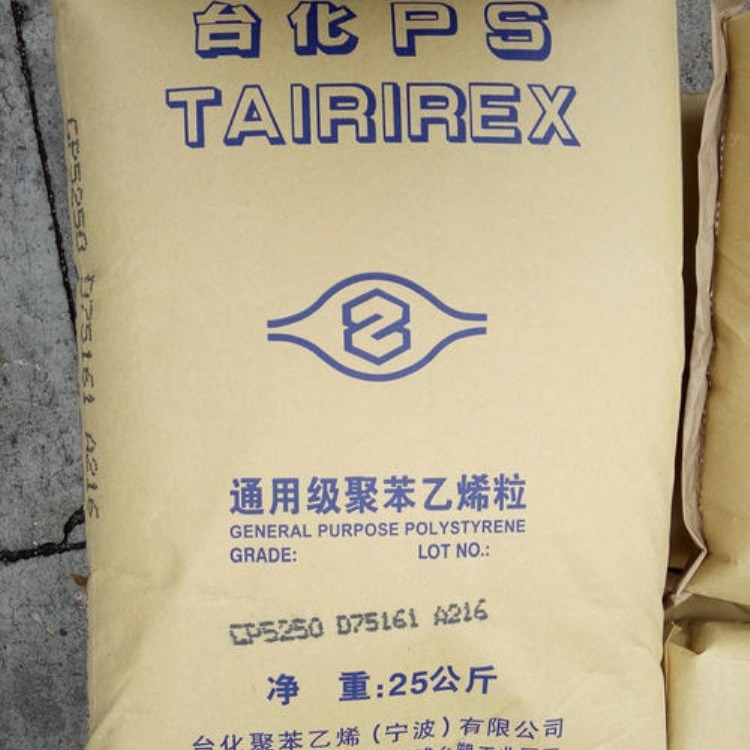 台化PS
TAIRIREX
通用级聚苯乙烯粒
GENERAL PURPOSE POLYSTYRENE
GRADE: LOT NO.:
GP5250 D75161 A216
净 重:25公斤
台化聚苯乙烯(宁波)有限公司
GP5250 D75161 A216